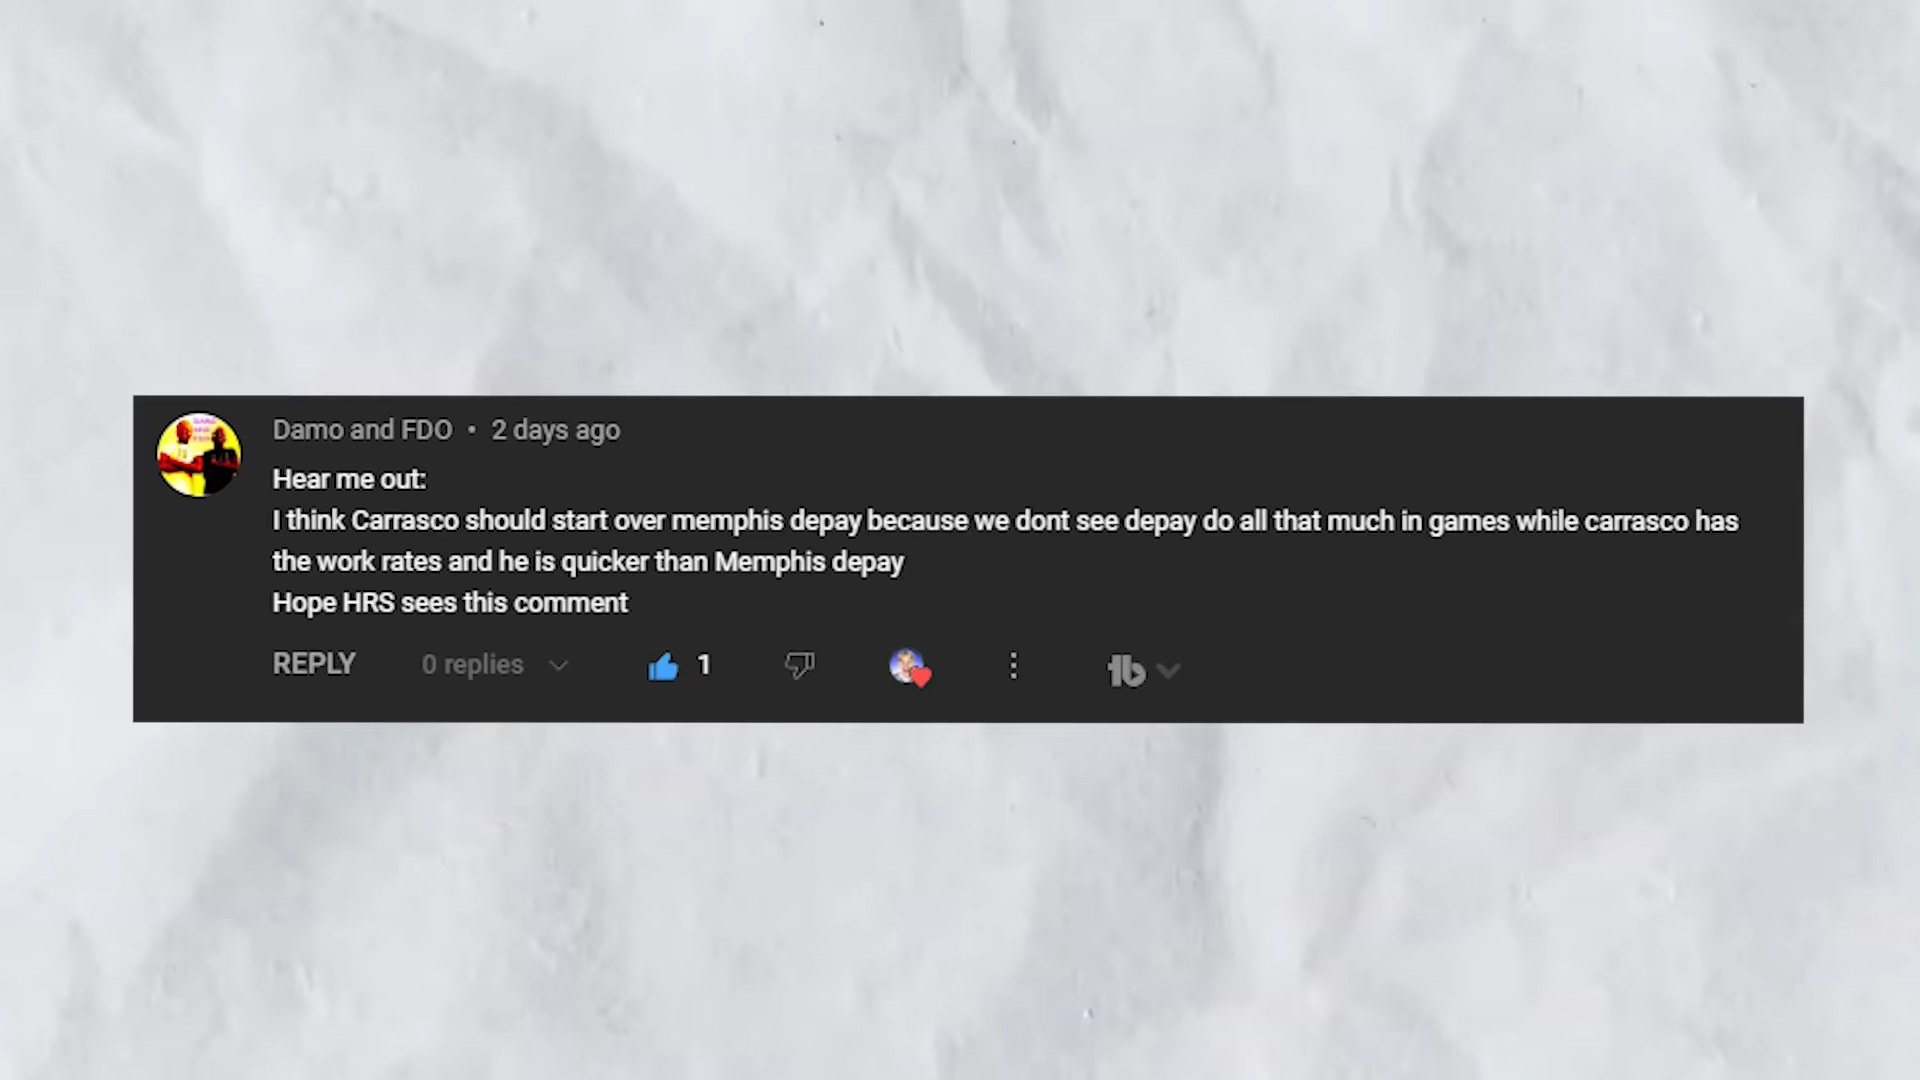 Damo and FDO • 2 days ago
Hear me out:
I think Carrasco should start over memphis depay because we dont see depay do all that much in games while carrasco has
the work rates and he is quicker than Memphis depay
Hope HRS sees this comment
REPLY 0 replies 1